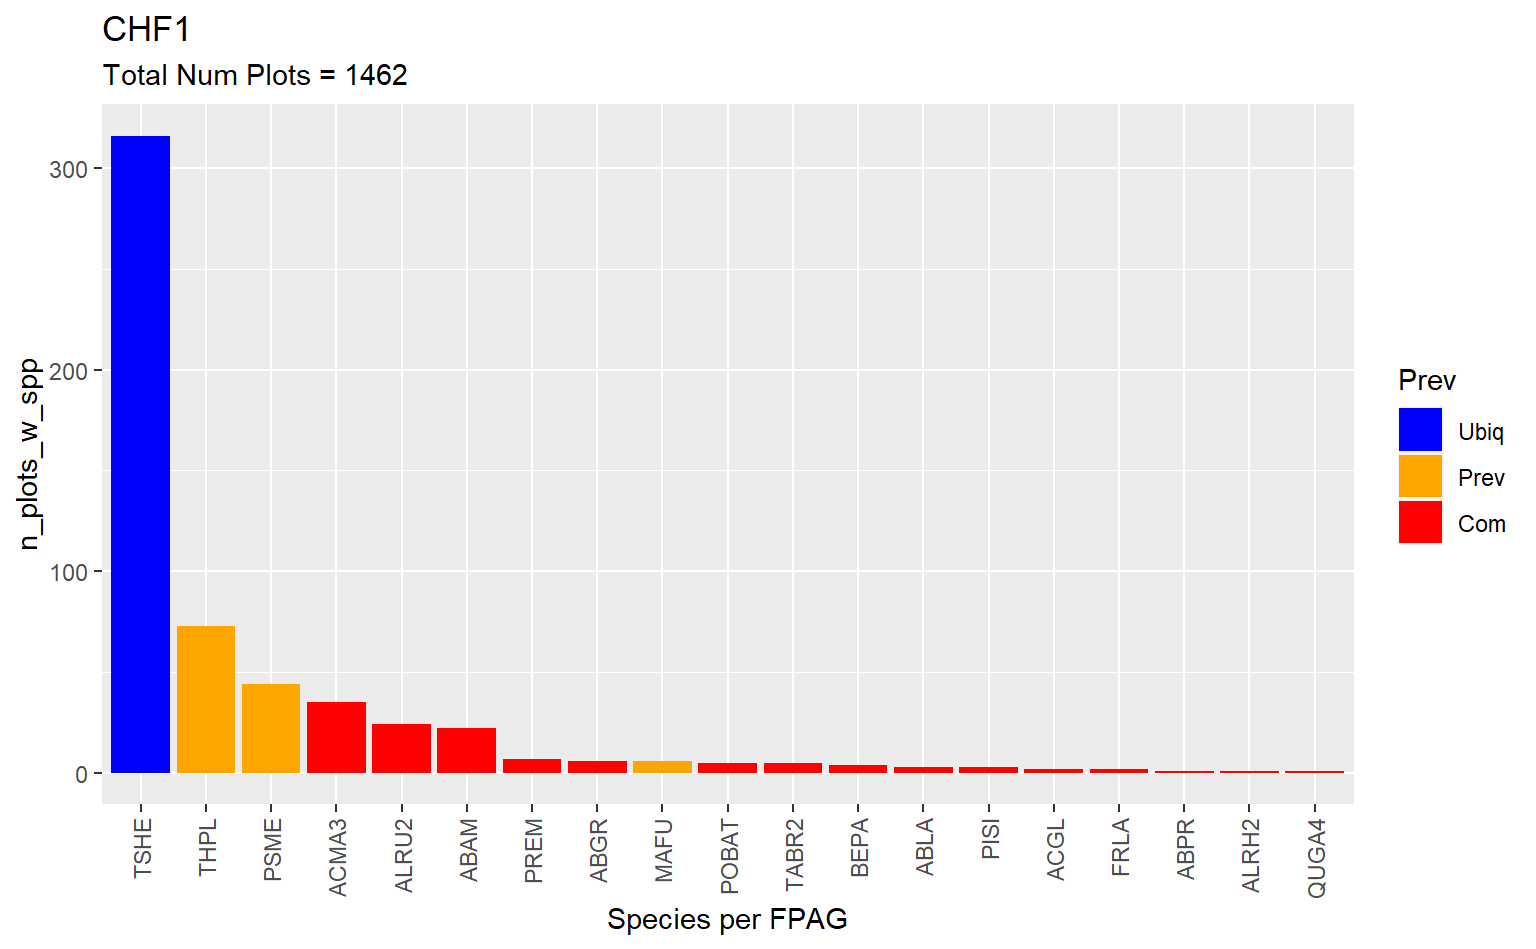 CHF1
Total Num Plots = 1462
n_plots_w_spp
300
200
100
0
TSHE THPL PSME ACMA3 ALRU2 ABAM PREM ABGR MAFU POBAT TABR2 BEPA ABLA PISI ACGL FRLA ABPR ALRH2 QUGA4
Species per FPAG
Prev
Ubiq
Prev
Com